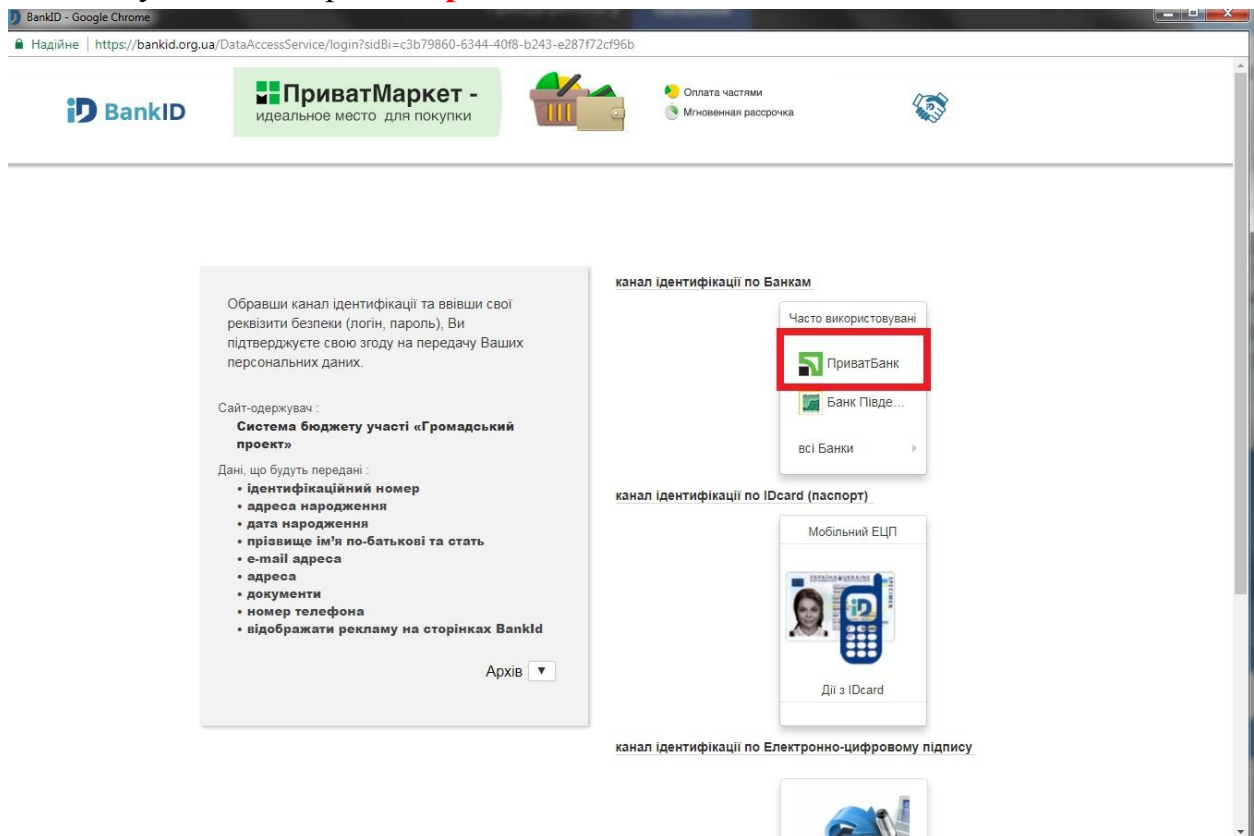 BankID - Google Chrome
Надійне | https://bankid.org.ua/DataAccessService/login?sidBi=c3b79860-6344-40f8-b243-e287f72cf96b
iD BankID
ПриватМаркет -
идеальное место для покупки
Оплата частями
Мгновенная рассрочка
Обравши канал ідентифікації та ввівши свої
реквізити безпеки (логін, пароль), Ви
підтверджуєте свою згоду на передачу Ваших
персональних даних.
Сайт-одержувач :
Система бюджету участі «Громадський
проект»
Дані, що будуть передані :
• ідентифікаційний номер
• адреса народження
• дата народження
• прізвище ім'я по-батькові та стать
• e-mail адреса
• адреса
• документи
• номер телефона
• відображати рекламу на сторінках BankId
Архів ▼
канал ідентифікації по Банкам
Часто використовувані
ПриватБанк
Банк Півде...
всі Банки
канал ідентифікації по IDcard (паспорт)
Мобільний ЕЦП
SPECIMEN
iD
Дії з IDcard
канал ідентифікації по Електронно-цифровому підпису